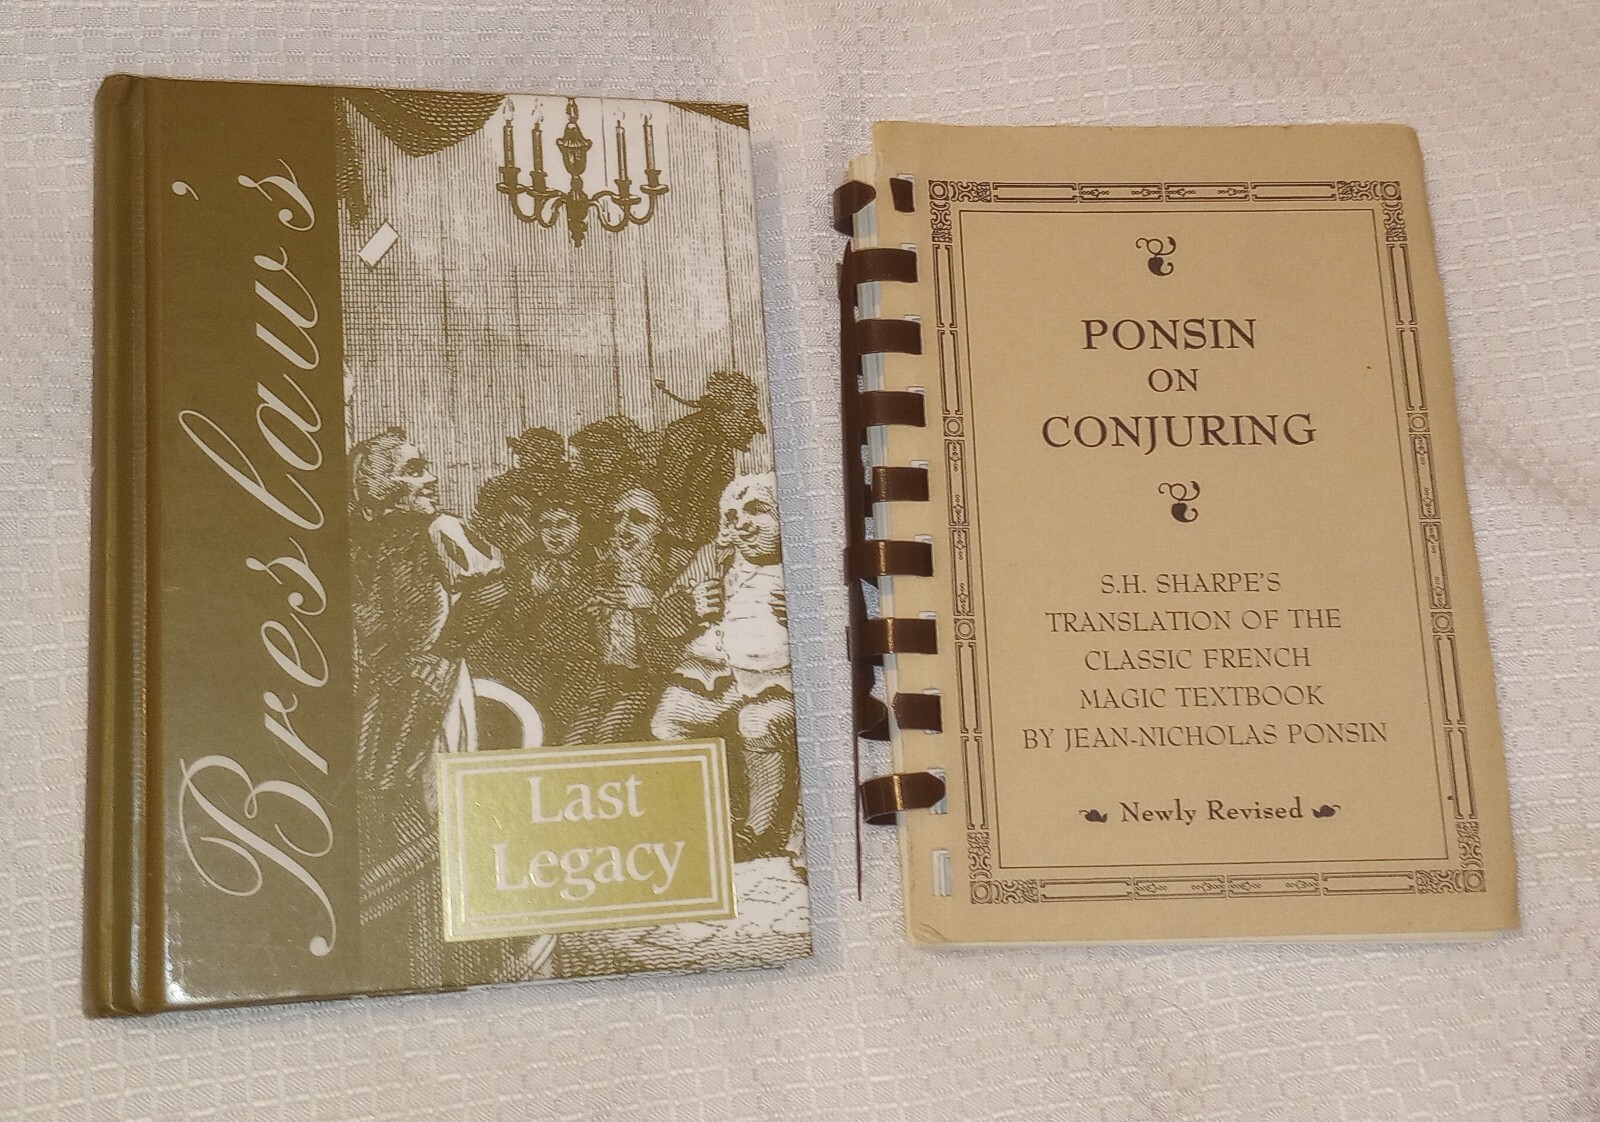 Breslaw's
Last
Legacy
PONSIN
ON
CONJURING
S.H. SHARPE'S
TRANSLATION OF THE
CLASSIC FRENCH
MAGIC TEXTBOOK
BY JEAN-NICHOLAS PONSIN
Newly Revised